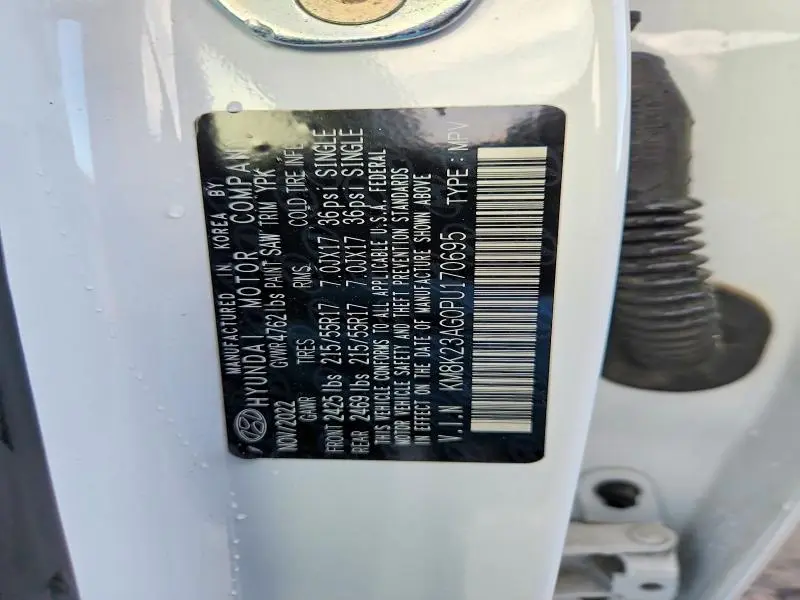 MANUFACTURED IN KOREA BY
HYUNDAI MOTOR COMPANY
NOV/2022 GVWR 4762 lbs PAINT SAW TRIM YPK
GAWR TIRES RMS. COLD TIRE INF
FRONT 2425 lbs 215/55R17 7.0JX17 36psi SINGLE
REAR 2469 lbs 215/55R17 7.0JX17 36psi SINGLE
THIS VEHICLE CONFORMS TO ALL APPLICABLE U.S.A. FEDERAL
MOTOR VEHICLE SAFETY AND THEFT PREVENTION STANDARDS
IN EFFECT ON THE DATE OF MANUFACTURE SHOWN ABOVE
V.I.N KM8K23AG0PU170695 TYPE : MPV